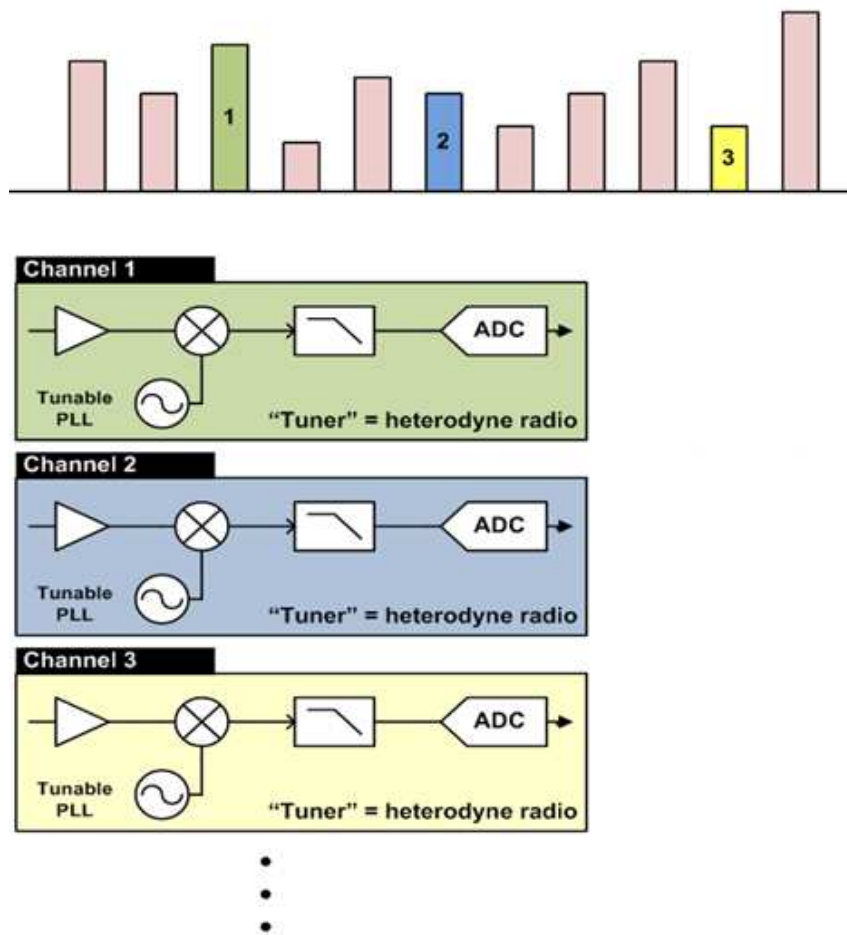 1
2
3
Channel 1
ADC
Tunable
PLL
“Tuner” = heterodyne radio
Channel 2
ADC
Tunable
PLL
“Tuner” = heterodyne radio
Channel 3
ADC
Tunable
PLL
“Tuner” = heterodyne radio